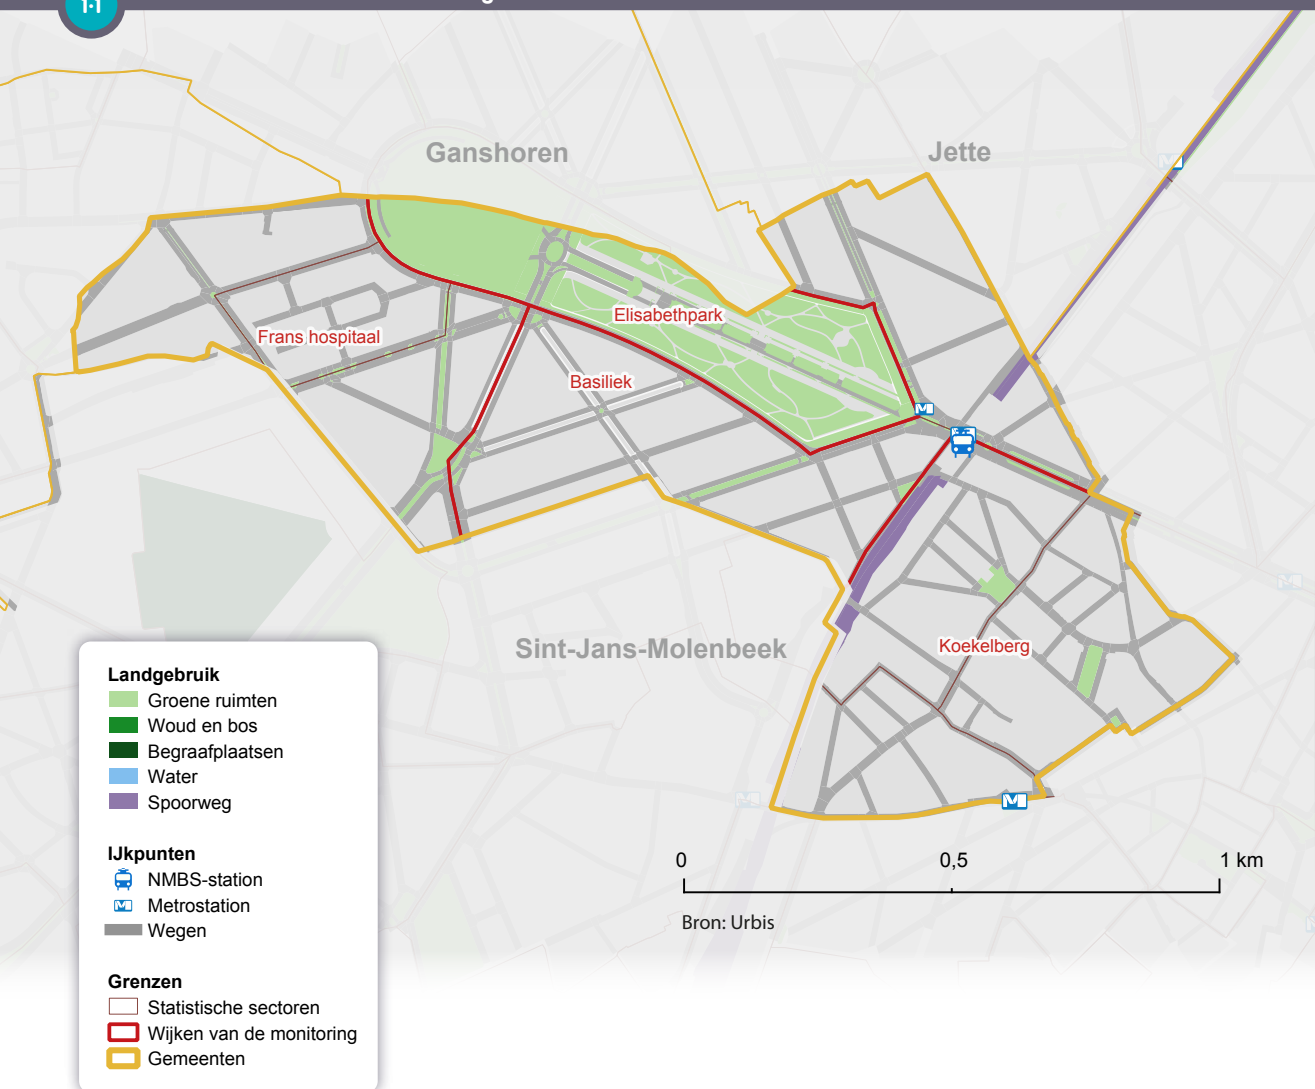 1·1
Ganshoren
Jette
Elisabethpark
Frans hospitaal
Basiliek
Sint-Jans-Molenbeek
Koekelberg
Landgebruik
Groene ruimten
Woud en bos
Begraafplaatsen
Water
Spoorweg
IJkpunten
NMBS-station
Metrostation
Wegen
Grenzen
Statistische sectoren
Wijken van de monitoring
Gemeenten
0 0,5 1 km
Bron: Urbis